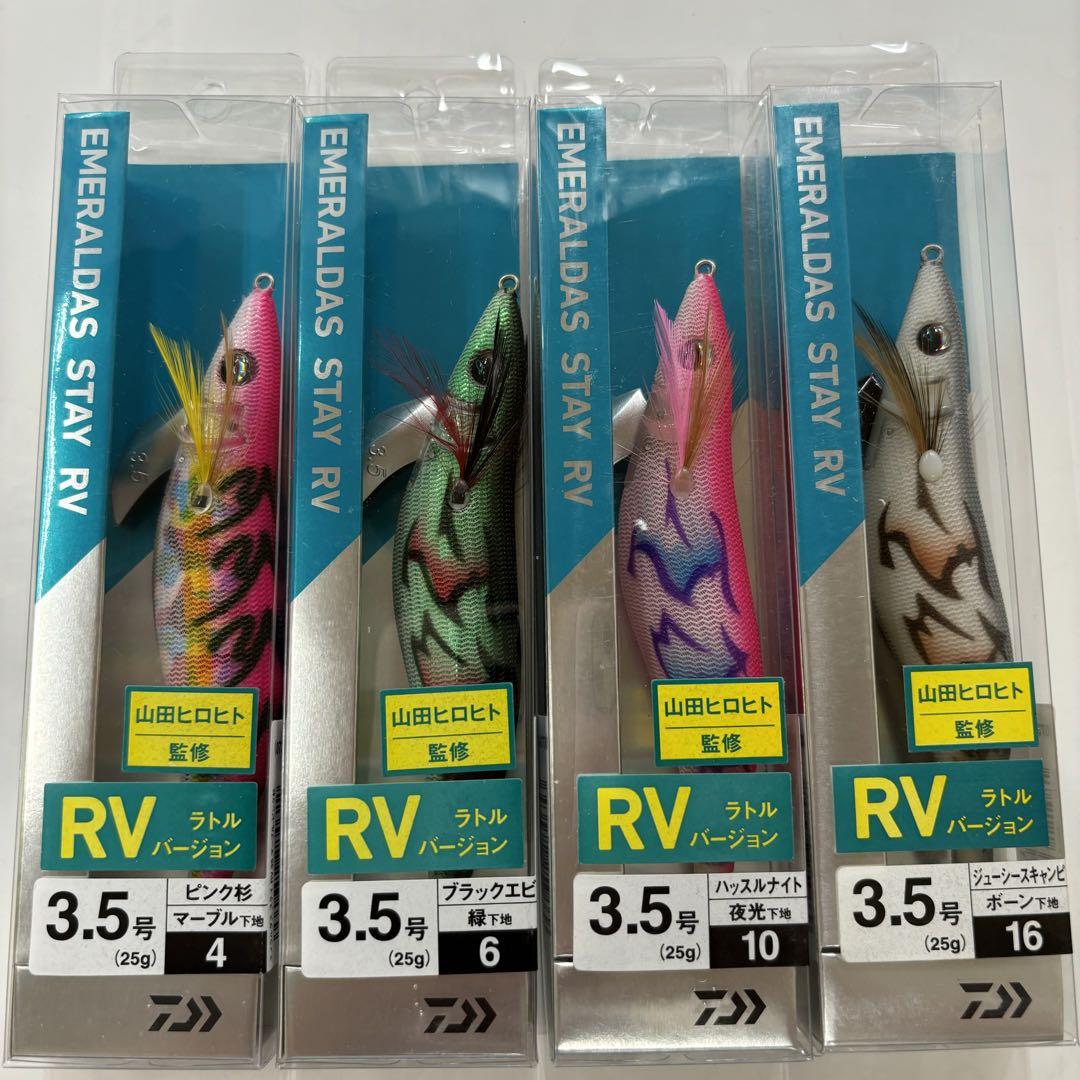 EMERALDAS STAY RV
3.5
山田ヒロヒト
監修
RV ラトル
バージョン
3.5号
(25g)
ピンク杉
マーブル下地
4
EMERALDAS STAY RV
3.5
山田ヒロヒト
監修
RV ラトル
バージョン
3.5号
(25g)
ブラックエビ
緑下地
6
EMERALDAS STAY RV
山田ヒロヒト
監修
RV ラトル
バージョン
3.5号
(25g)
ハッスルナイト
夜光下地
10
EMERALDAS STAY RV
山田ヒロヒト
監修
RV ラトル
バージョン
3.5号
(25g)
ジューシースキャンピ
ボーン下地
16